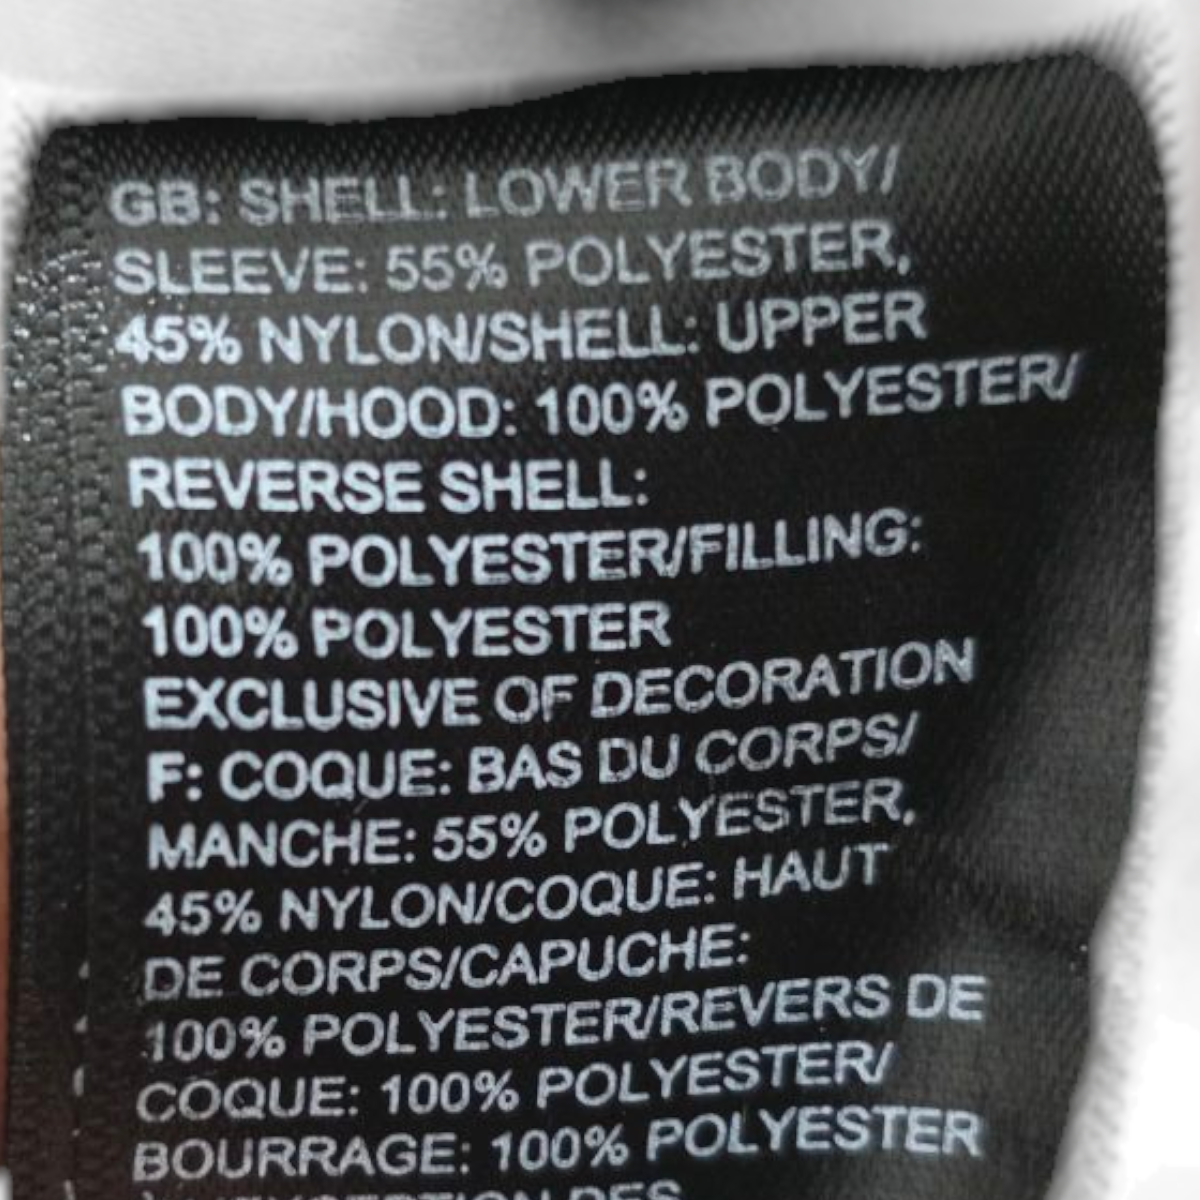 GB: SHELL: LOWER BODY/
SLEEVE: 55% POLYESTER,
45% NYLON/SHELL: UPPER
BODY/HOOD: 100% POLYESTER/
REVERSE SHELL:
100% POLYESTER/FILLING:
100% POLYESTER
EXCLUSIVE OF DECORATION
F: COQUE: BAS DU CORPS/
MANCHE: 55% POLYESTER,
45% NYLON/COQUE: HAUT
DE CORPS/CAPUCHE:
100% POLYESTER/REVERS DE
COQUE: 100% POLYESTER/
BOURRAGE: 100% POLYESTER
DES